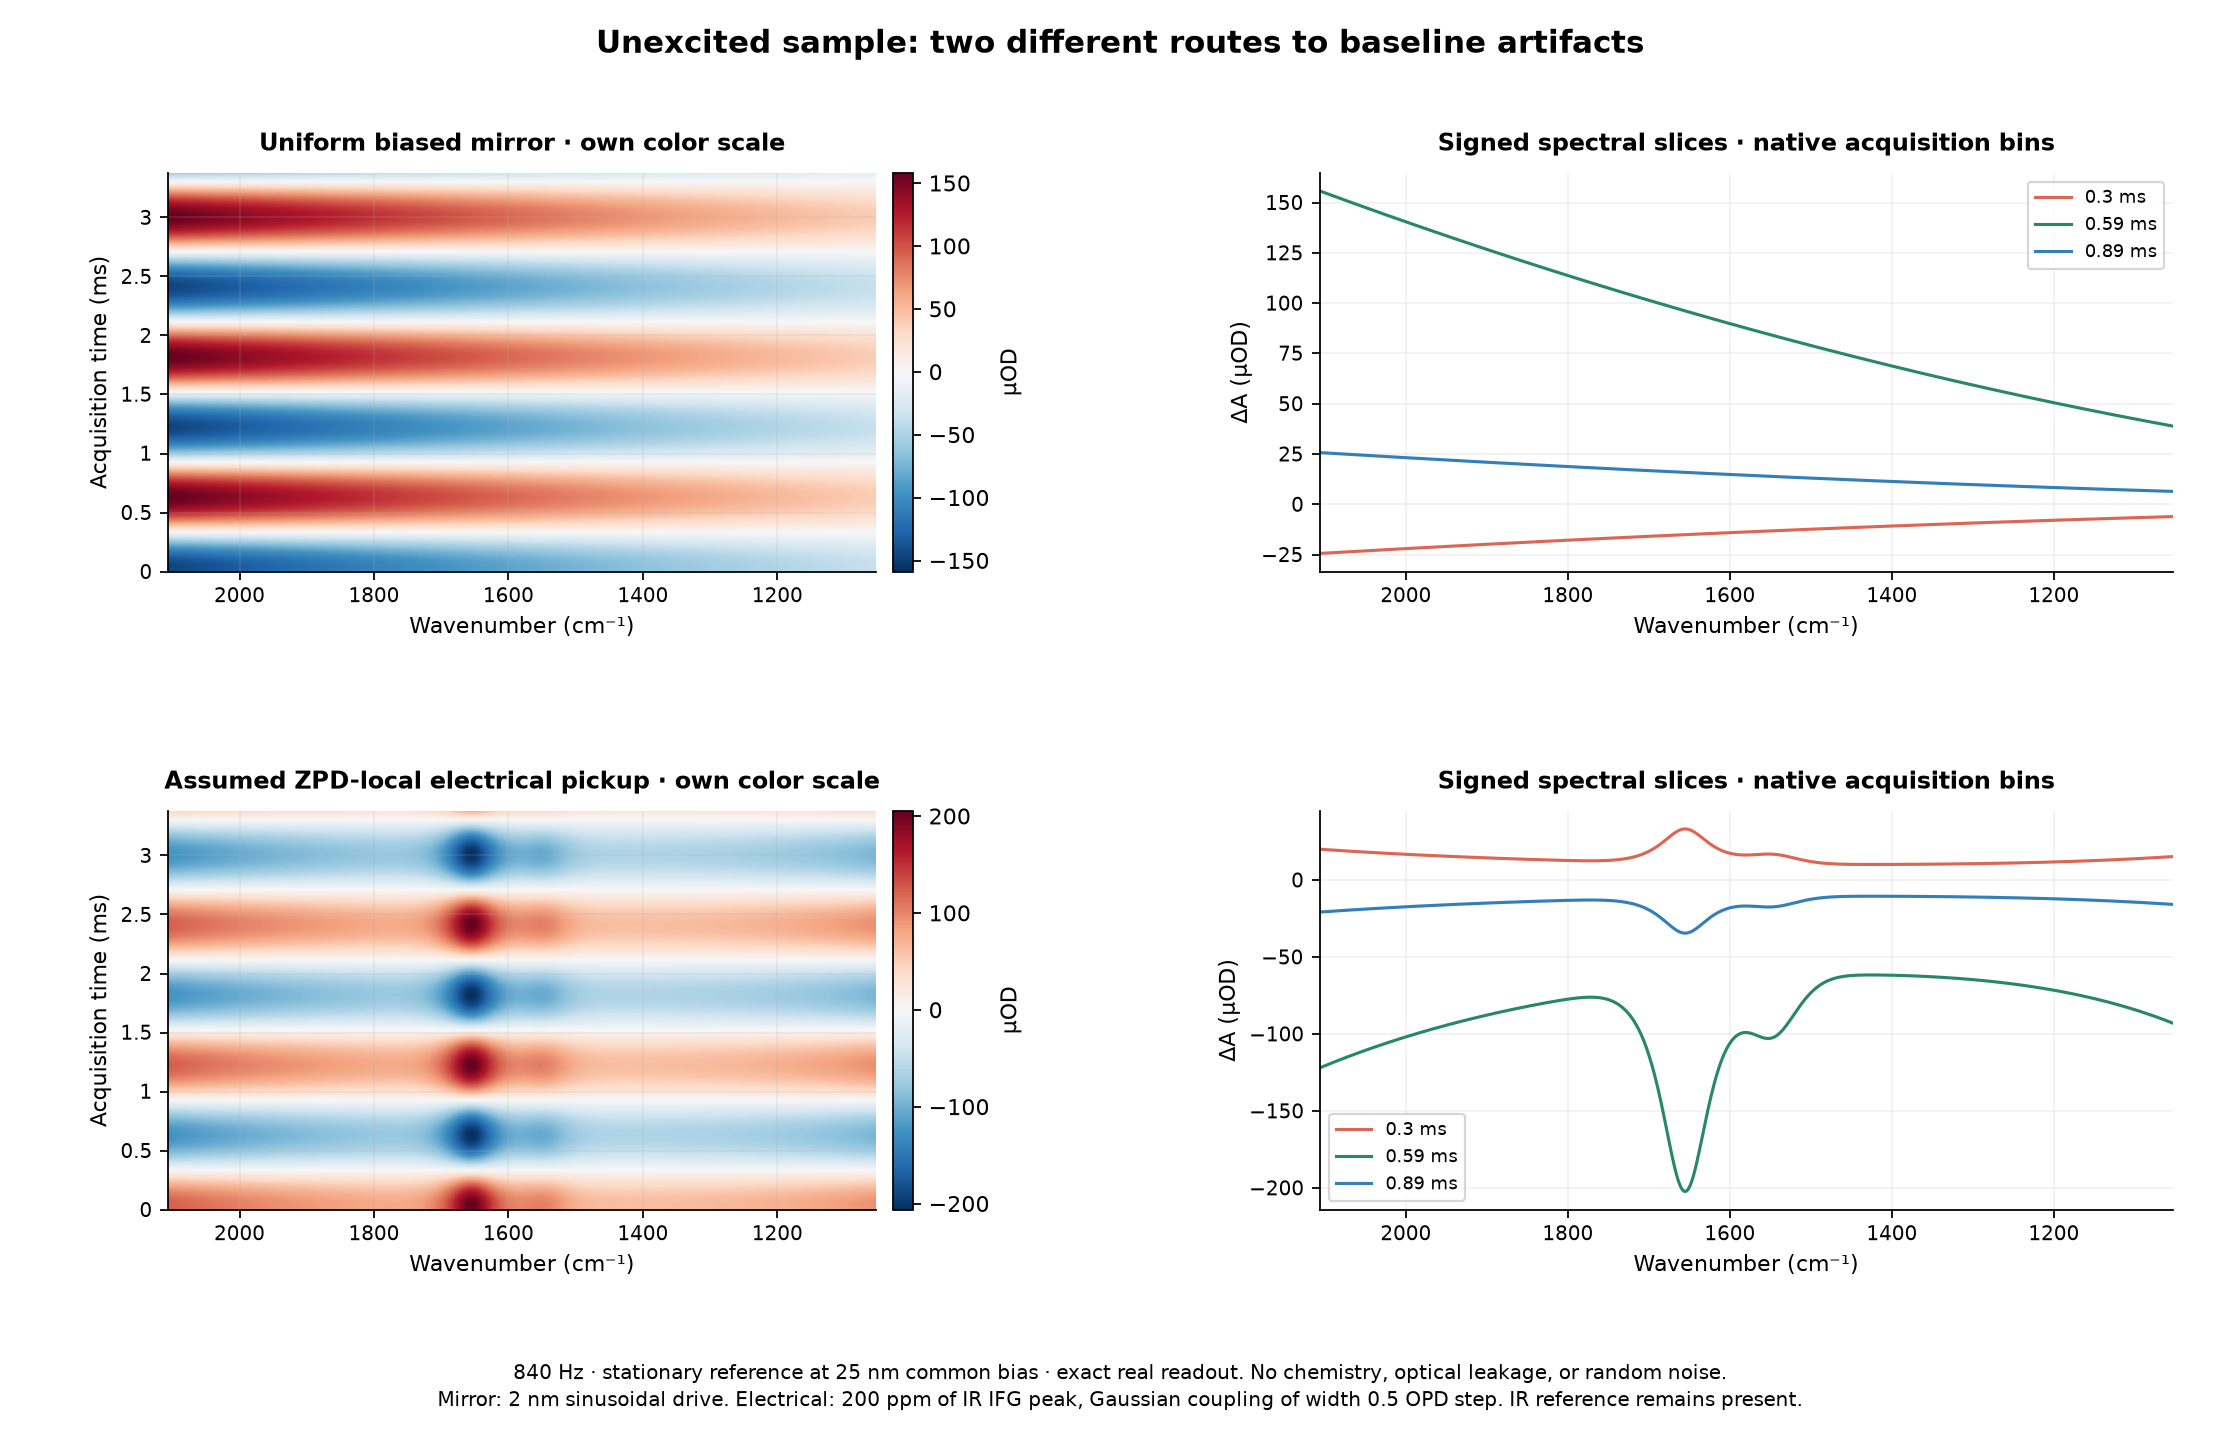 Unexcited sample: two different routes to baseline artifacts
Uniform biased mirror · own color scale
Acquisition time (ms)
3
2.5
2
1.5
1
0.5
0
2000 1800 1600 1400 1200
Wavenumber (cm⁻¹)
150
100
50
0
−50
−100
−150
µOD
Signed spectral slices · native acquisition bins
ΔA (µOD)
150
125
100
75
50
25
0
−25
2000 1800 1600 1400 1200
Wavenumber (cm⁻¹)
0.3 ms
0.59 ms
0.89 ms
Assumed ZPD-local electrical pickup · own color scale
Acquisition time (ms)
3
2.5
2
1.5
1
0.5
0
2000 1800 1600 1400 1200
Wavenumber (cm⁻¹)
200
100
0
−100
−200
µOD
Signed spectral slices · native acquisition bins
ΔA (µOD)
0
−50
−100
−150
−200
0.3 ms
0.59 ms
0.89 ms
2000 1800 1600 1400 1200
Wavenumber (cm⁻¹)
840 Hz · stationary reference at 25 nm common bias · exact real readout. No chemistry, optical leakage, or random noise.
Mirror: 2 nm sinusoidal drive. Electrical: 200 ppm of IR IFG peak, Gaussian coupling of width 0.5 OPD step. IR reference remains present.